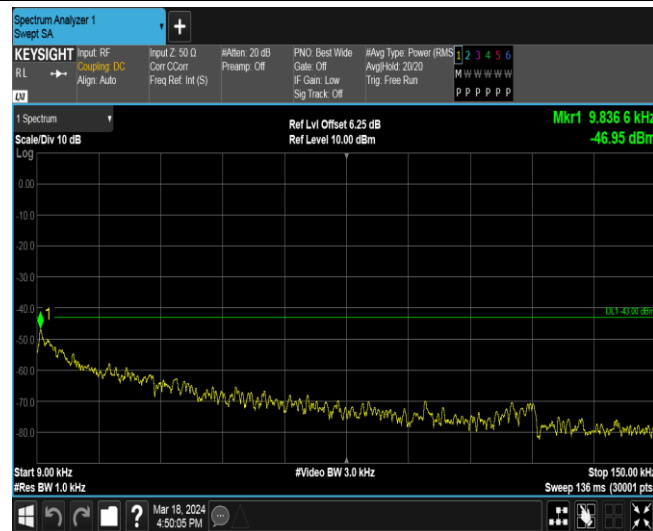 Spectrum Analyzer 1
Swept SA
+
KEYSIGHT
RL
LXI
Input: RF
Coupling: DC
Align: Auto
Input Z: 50 Ω
Corr CCorr
Freq Ref: Int (S)
#Atten: 20 dB
Preamp: Off
PNO: Best Wide
Gate: Off
IF Gain: Low
Sig Track: Off
#Avg Type: Power (RMS
Avg|Hold: 20/20
Trig: Free Run
1 2 3 4 5 6
M W W W W W
P P P P P P
1 Spectrum
Scale/Div 10 dB
Log
Ref Lvl Offset 6.25 dB
Ref Level 10.00 dBm
Mkr1 9.836 6 kHz
-46.95 dBm
0.00
-10.0
-20.0
-30.0
-40.0
-50.0
-60.0
-70.0
-80.0
1
DL1 -43.00 dBm
Start 9.00 kHz
#Res BW 1.0 kHz
#Video BW 3.0 kHz
Stop 150.00 kHz
Sweep 136 ms (30001 pts
?
Mar 18, 2024
4:50:05 PM